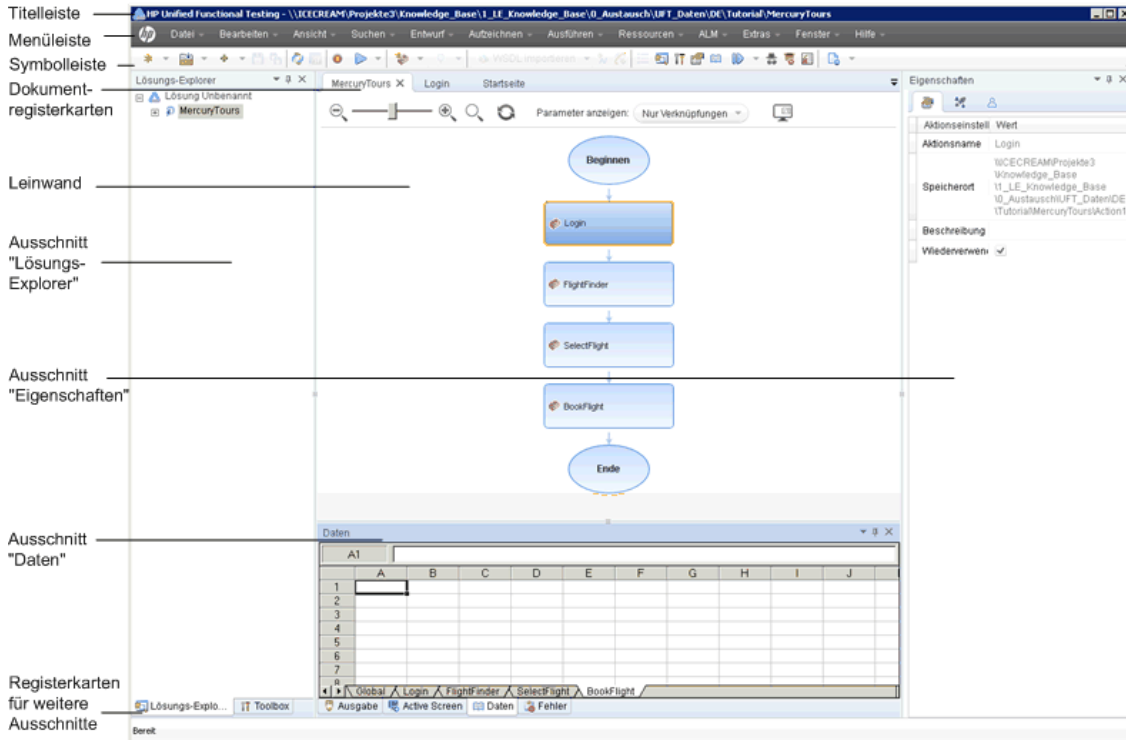 Titelleiste
Menüleiste
Symbolleiste
Dokument-
registerkarten
Leinwand
Ausschnitt
"Lösungs-
Explorer"
Ausschnitt
"Eigenschaften"
Ausschnitt
"Daten"
Registerkarten
für weitere
Ausschnitte
HP Unified Functional Testing - \\ICECREAM\Projekte3\Knowledge_Base\1_LE_Knowledge_Base\0_Austausch\UFT_Daten\DE\Tutorial\MercuryTours
hp Datei Bearbeiten Ansicht Suchen Entwurf Aufzeichnen Ausführen Ressourcen ALM Extras Fenster Hilfe
WSDL importieren
Lösungs-Explorer
Lösung Unbenannt
MercuryTours
MercuryTours Login Startseite
Parameter anzeigen: Nur Verknüpfungen
Beginnen
Login
FlightFinder
SelectFlight
BookFlight
Ende
Eigenschaften
Aktionseinstell Wert
Aktionsname Login
Speicherort \\ICECREAM\Projekte3
\Knowledge_Base
\1_LE_Knowledge_Base
\0_Austausch\UFT_Daten\DE
\Tutorial\MercuryTours\Action1
Beschreibung
Wiederverwen
Daten
A1
A B C D E F G H I J
1
2
3
4
5
6
7
8
Global Login FlightFinder SelectFlight BookFlight
Lösungs-Explo... Toolbox
Ausgabe Active Screen Daten Fehler
Bereit